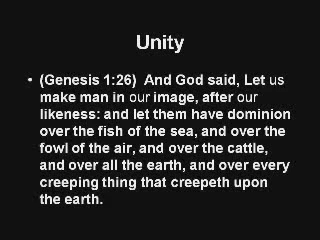 Unity
• (Genesis 1:26)  And God said, Let us
make man in our image, after our
likeness: and let them have dominion
over the fish of the sea, and over the
fowl of the air, and over the cattle,
and over all the earth, and over every
creeping thing that creepeth upon
the earth.